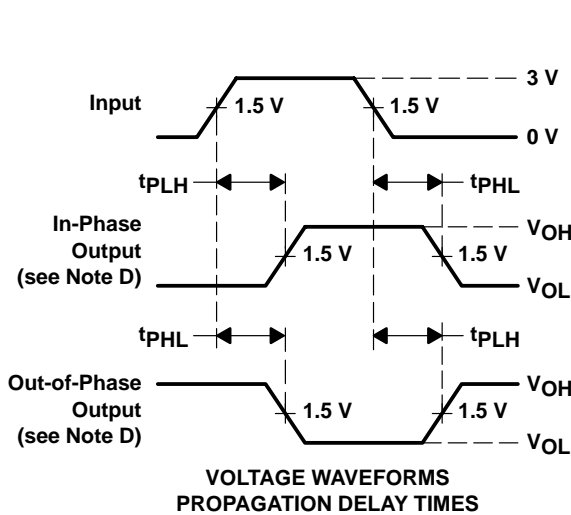 3 V
Input
1.5 V
1.5 V
0 V
tPLH
tPHL
In-Phase
Output
(see Note D)
VOH
1.5 V
1.5 V
VOL
tPHL
tPLH
Out-of-Phase
Output
(see Note D)
VOH
1.5 V
1.5 V
VOL
VOLTAGE WAVEFORMS
PROPAGATION DELAY TIMES